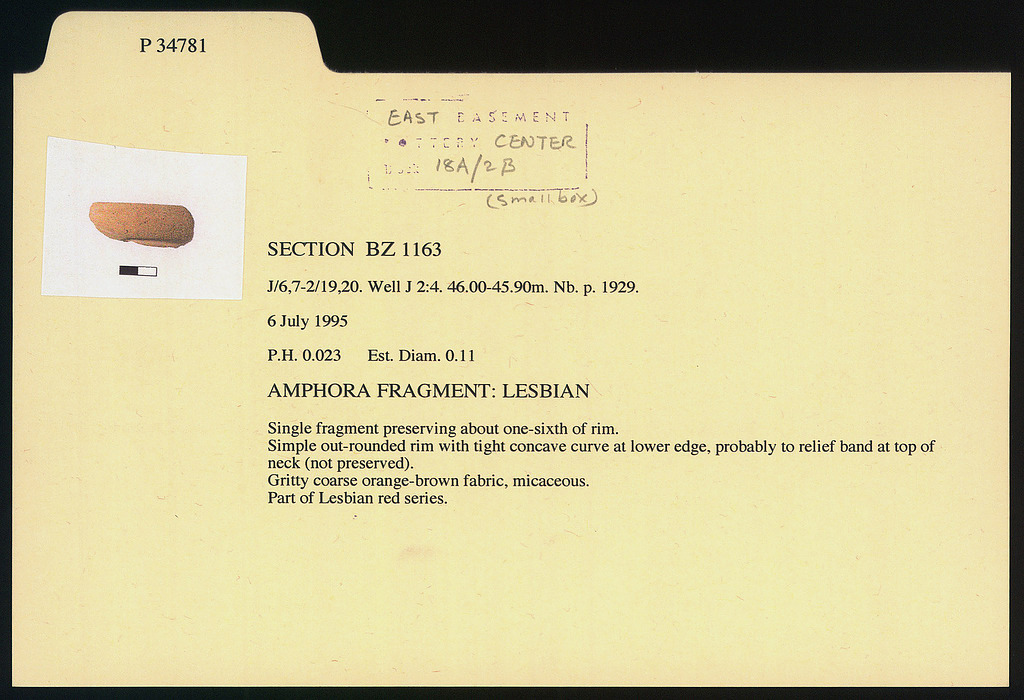 P 34781
EAST BASEMENT
POTTERY CENTER
18A/2B
(small box)
SECTION BZ 1163
J/6,7-2/19,20. Well J 2:4. 46.00-45.90m. Nb. p. 1929.
6 July 1995
P.H. 0.023 Est. Diam. 0.11
AMPHORA FRAGMENT: LESBIAN
Single fragment preserving about one-sixth of rim.
Simple out-rounded rim with tight concave curve at lower edge, probably to relief band at top of
neck (not preserved).
Gritty coarse orange-brown fabric, micaceous.
Part of Lesbian red series.